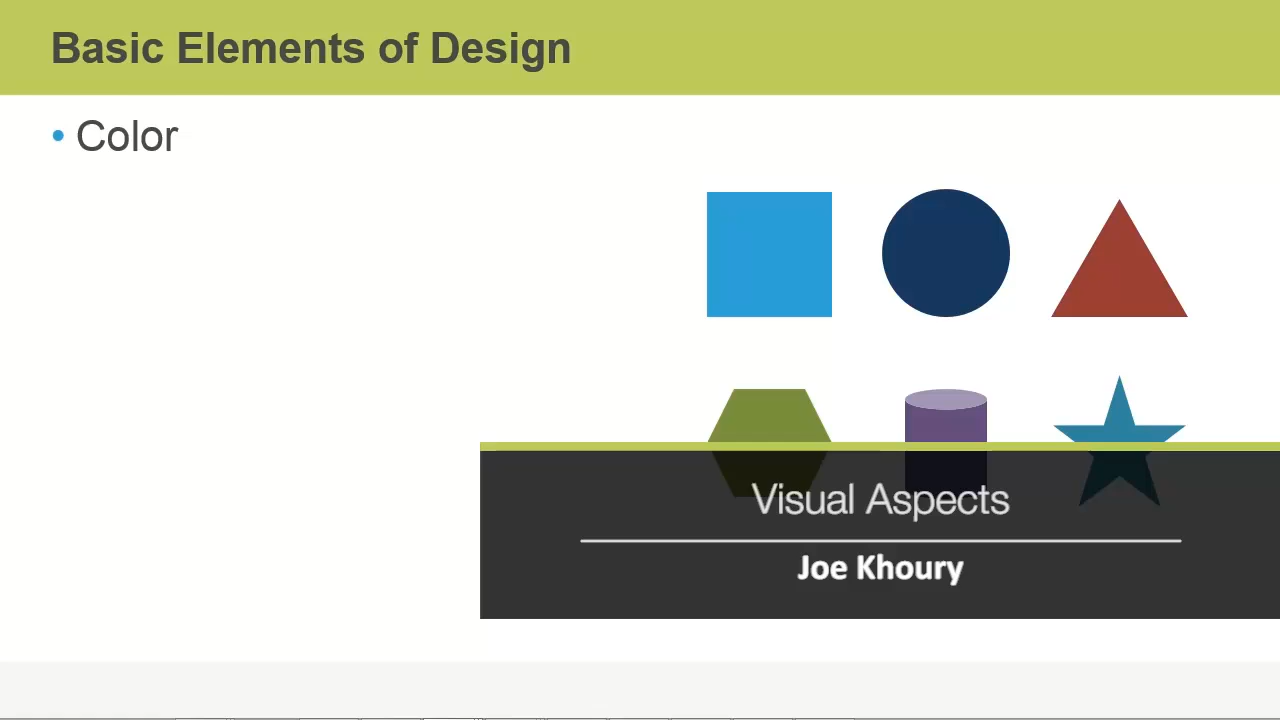 Basic Elements of Design
• Color
Visual Aspects
Joe Khoury